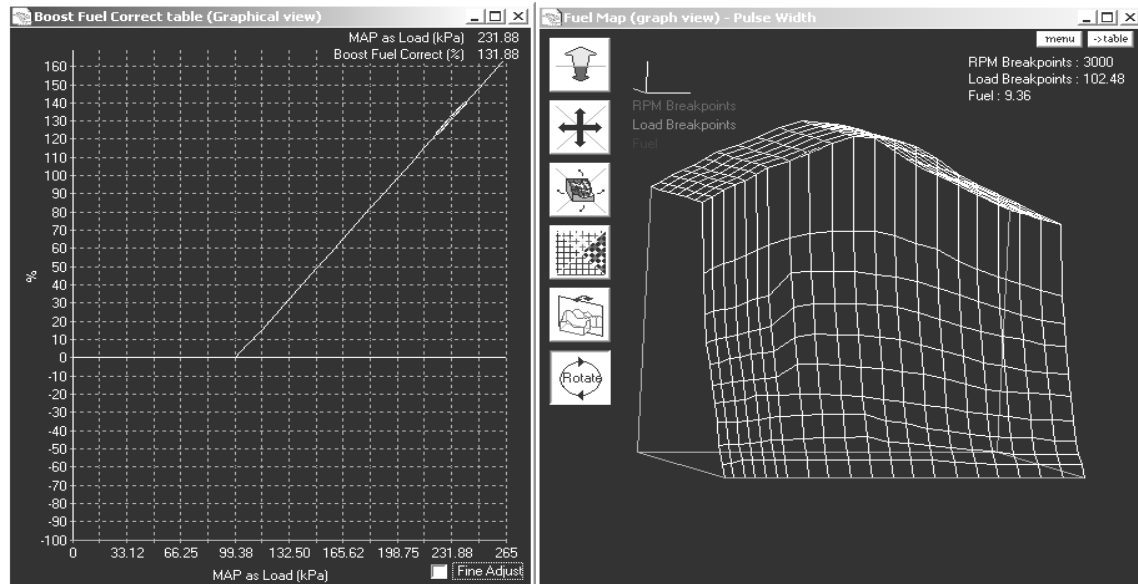 Boost Fuel Correct table (Graphical view)
MAP as Load (kPa) 231.88
Boost Fuel Correct (%) 131.88
160
150
140
130
120
110
100
90
80
70
60
50
40
30
20
10
0
-10
-20
-30
-40
-50
-60
-70
-80
-90
-100
%
0 33.12 66.25 99.38 132.50 165.62 198.75 231.88 265
MAP as Load (kPa)
Fine Adjust
Fuel Map (graph view) - Pulse Width
menu ->table
RPM Breakpoints : 3000
Load Breakpoints : 102.48
Fuel : 9.36
RPM Breakpoints
Load Breakpoints
Fuel
Rotate